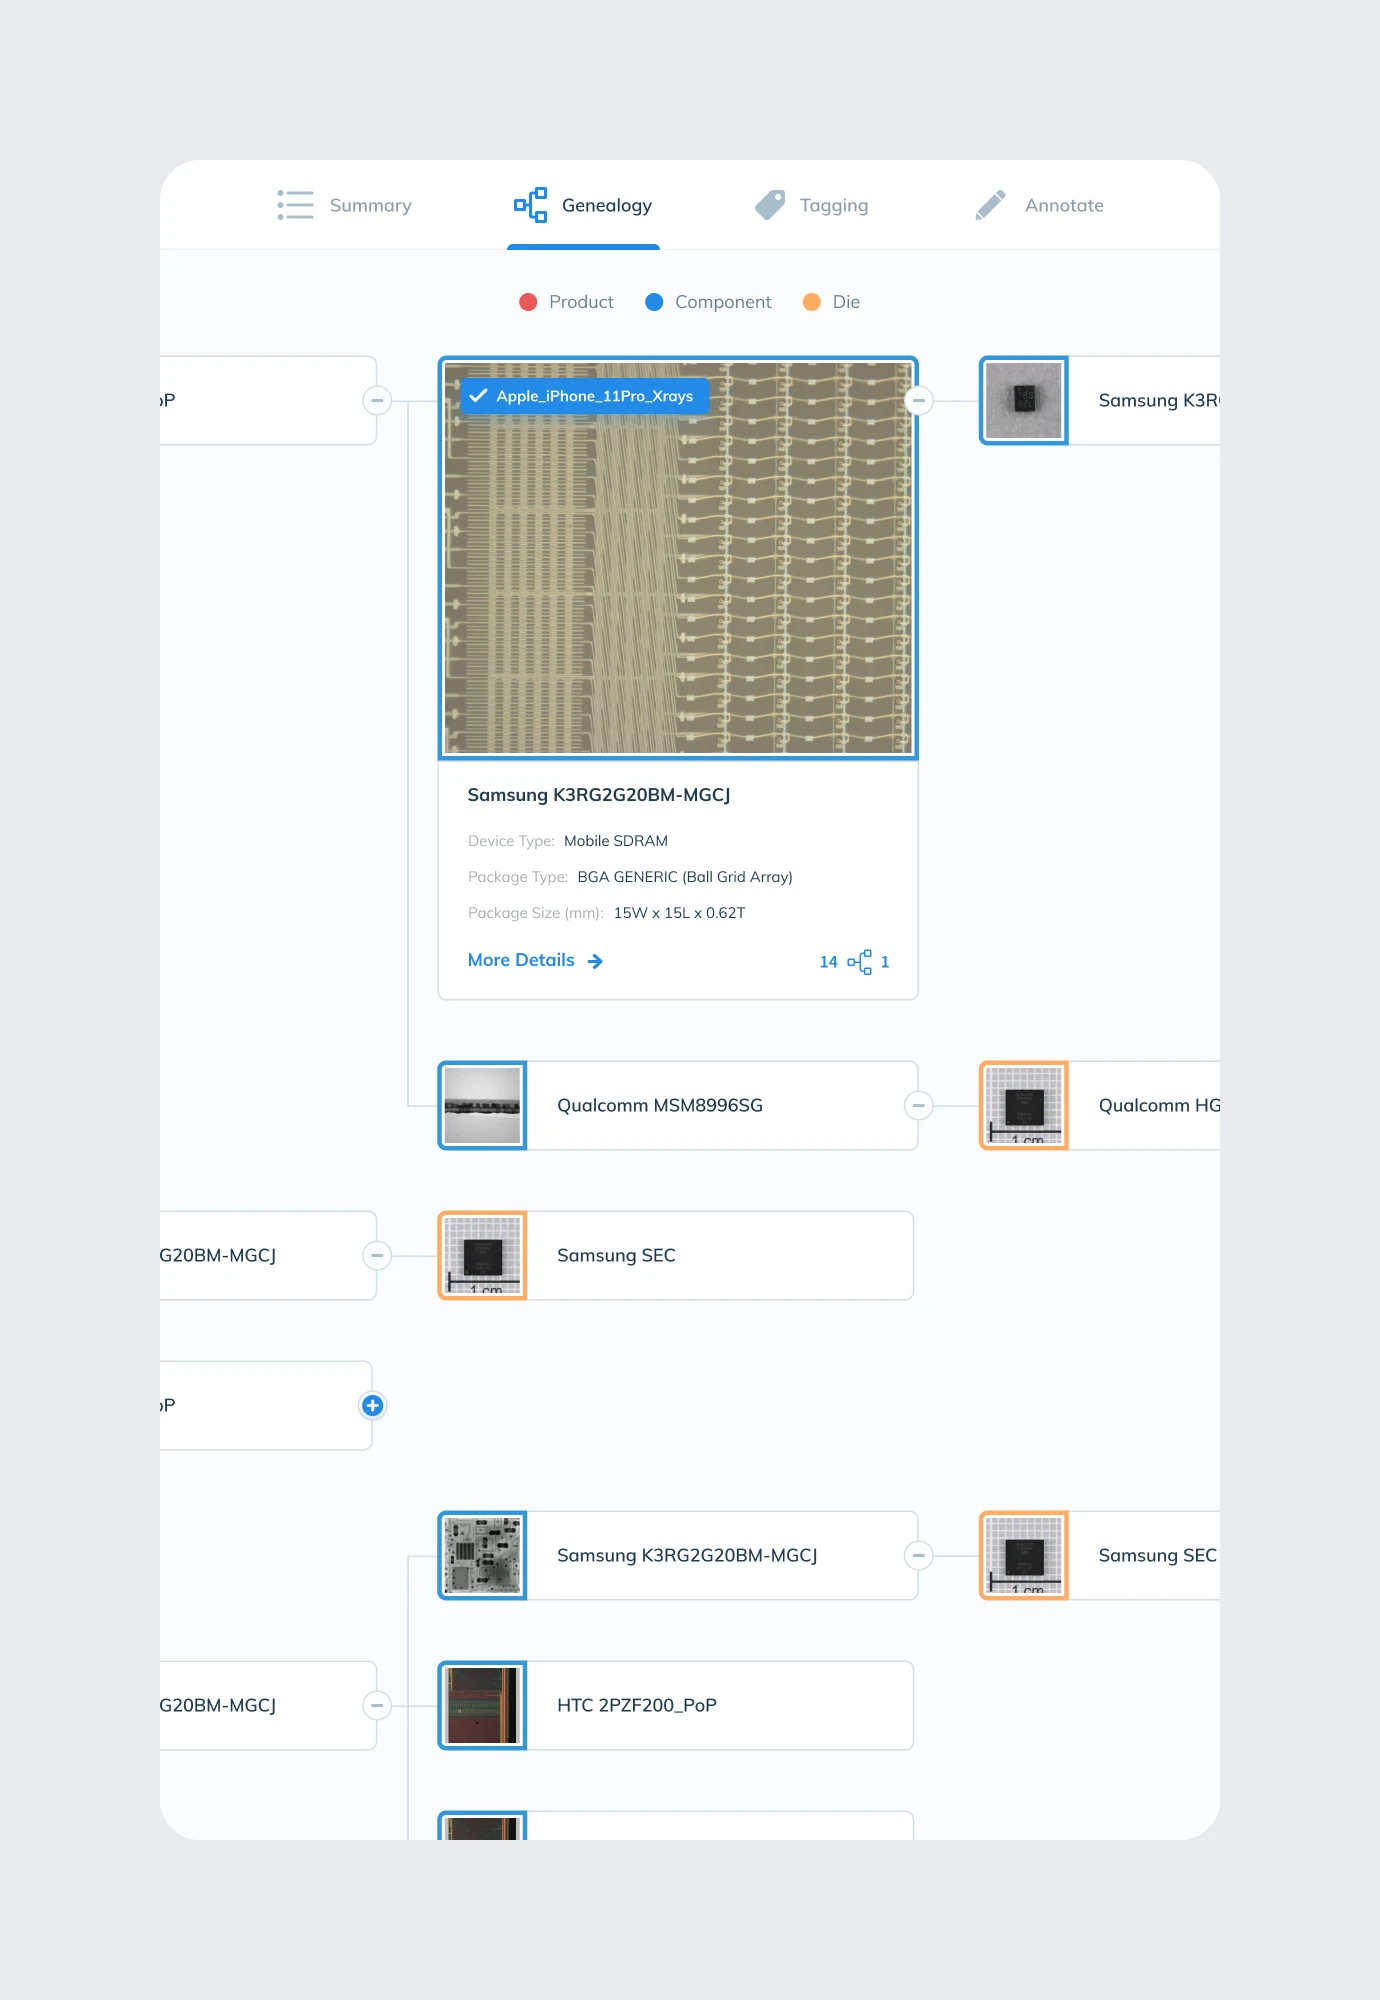 Summary
Genealogy
Tagging
Annotate
Product
Component
Die
oP
Apple_iPhone_11Pro_Xrays
Samsung K3R
Samsung K3RG2G20BM-MGCJ
Device Type: Mobile SDRAM
Package Type: BGA GENERIC (Ball Grid Array)
Package Size (mm): 15W x 15L x 0.62T
More Details
14 1
Qualcomm MSM8996SG
1 cm
Qualcomm HG
G20BM-MGCJ
1 cm
Samsung SEC
oP
Samsung K3RG2G20BM-MGCJ
1 cm
Samsung SEC
G20BM-MGCJ
HTC 2PZF200_PoP